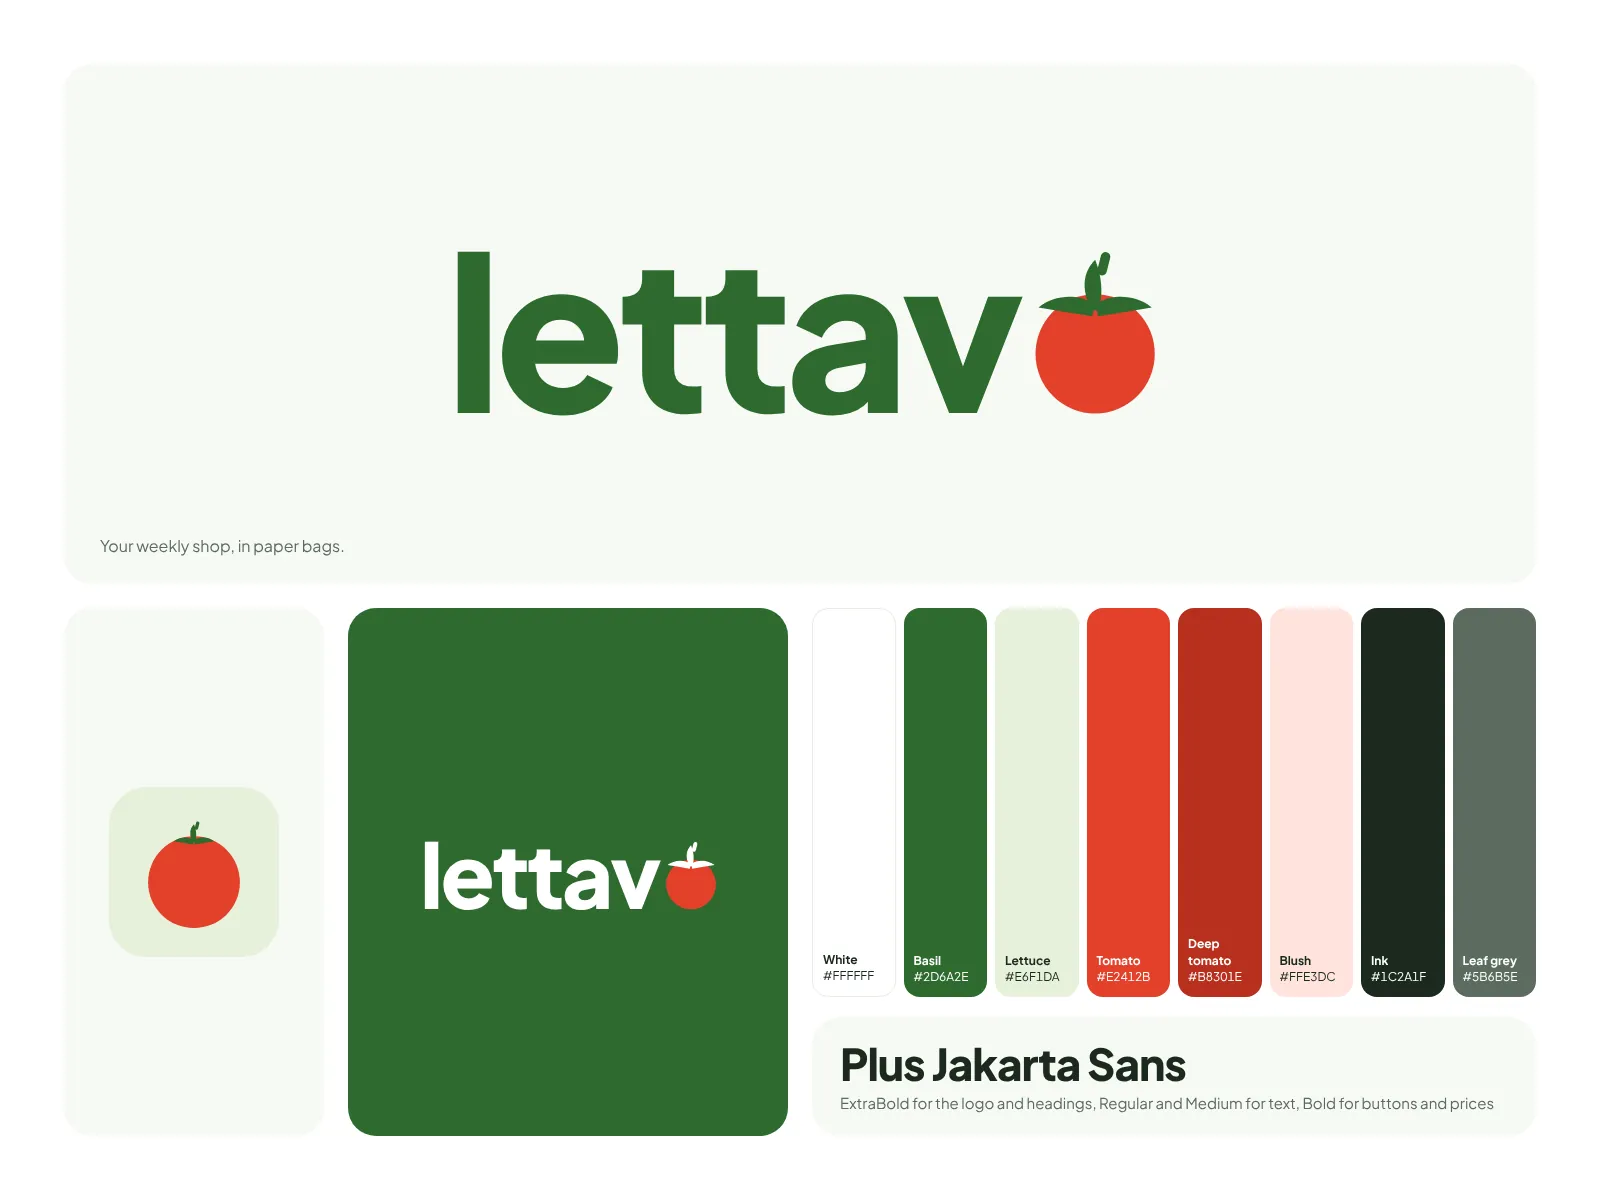 lettavo
Your weekly shop, in paper bags.
lettavo
White
#FFFFFF
Basil
#2D6A2E
Lettuce
#E6F1DA
Tomato
#E2412B
Deep
tomato
#B8301E
Blush
#FFE3DC
Ink
#1C2A1F
Leaf grey
#5B6B5E
Plus Jakarta Sans
ExtraBold for the logo and headings, Regular and Medium for text, Bold for buttons and prices